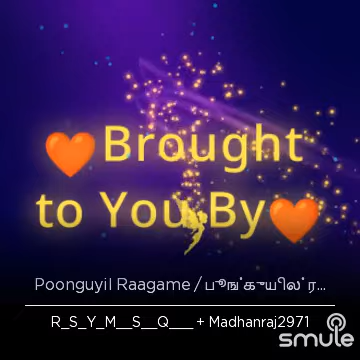 🧡Brought
to You By🧡
Poonguyil Raagame / பூங்குயில் ர...
R_S_Y_M__S__Q___ + Madhanraj2971
smule